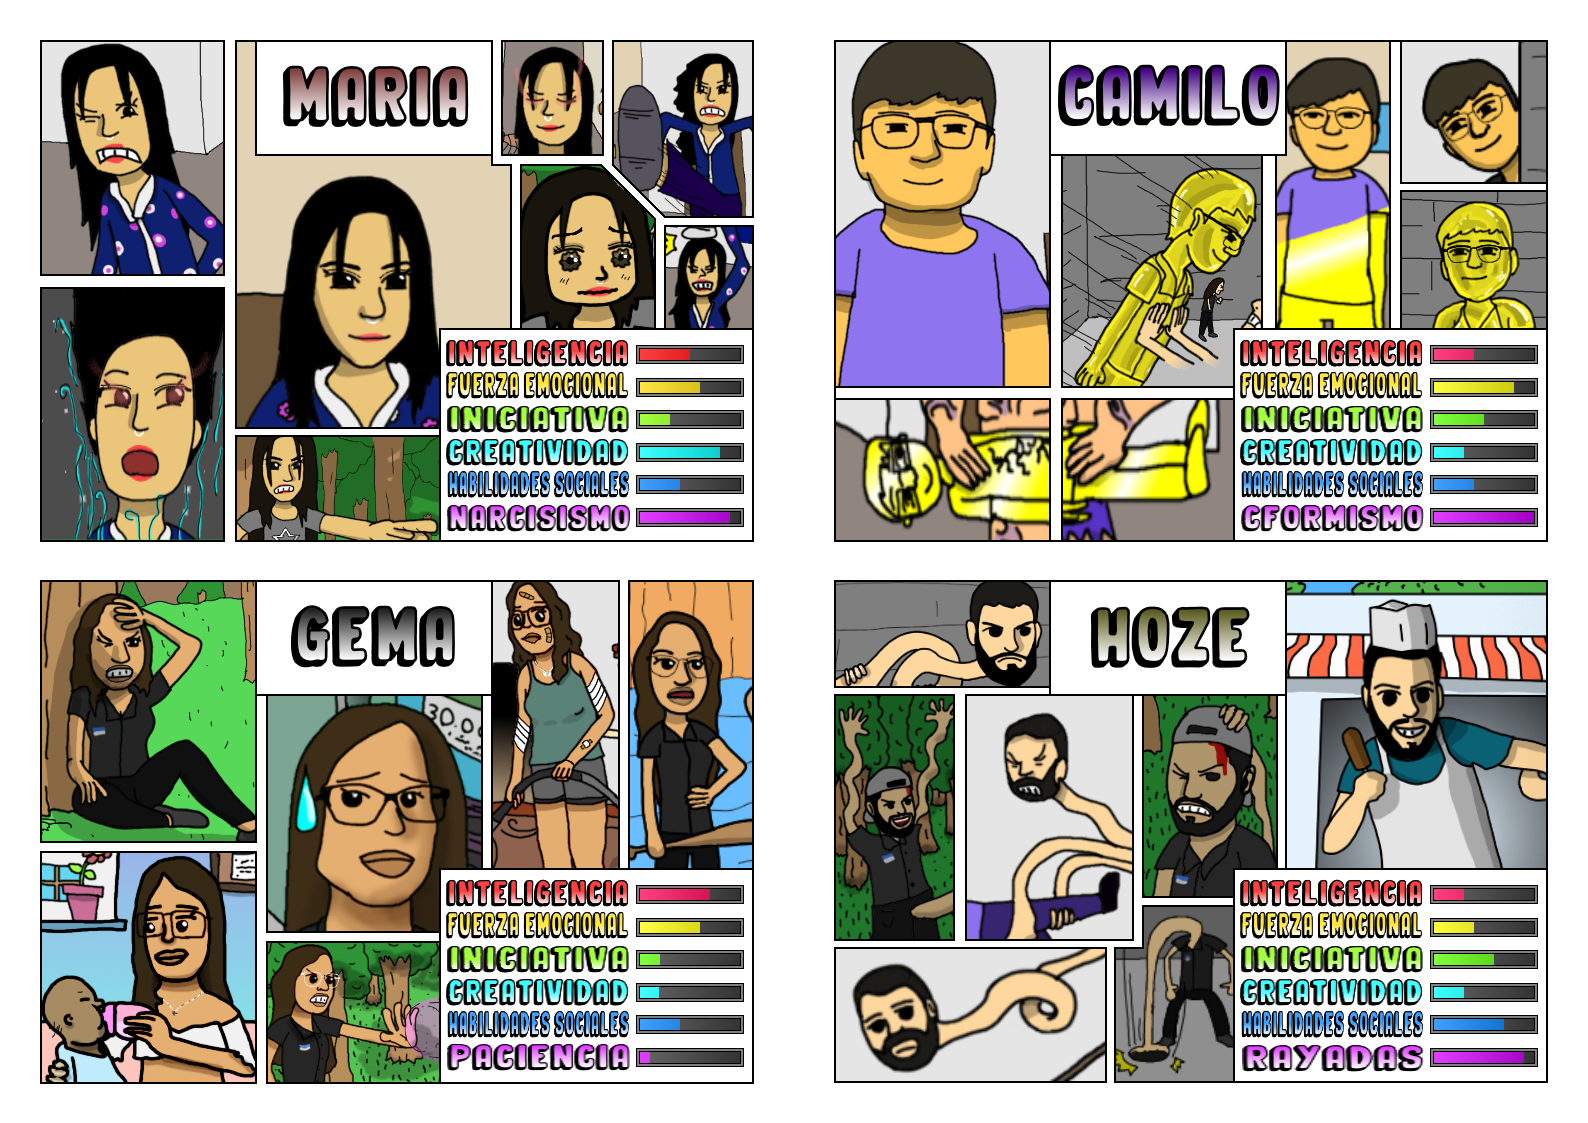 MARIA
INTELIGENCIA
FUERZA EMOCIONAL
INICIATIVA
CREATIVIDAD
HABILIDADES SOCIALES
NARCISISMO
CAMILO
INTELIGENCIA
FUERZA EMOCIONAL
INICIATIVA
CREATIVIDAD
HABILIDADES SOCIALES
CFORMISMO
GEMA
30.0
INTELIGENCIA
FUERZA EMOCIONAL
INICIATIVA
CREATIVIDAD
HABILIDADES SOCIALES
PACIENCIA
HOZE
INTELIGENCIA
FUERZA EMOCIONAL
INICIATIVA
CREATIVIDAD
HABILIDADES SOCIALES
RAYADAS